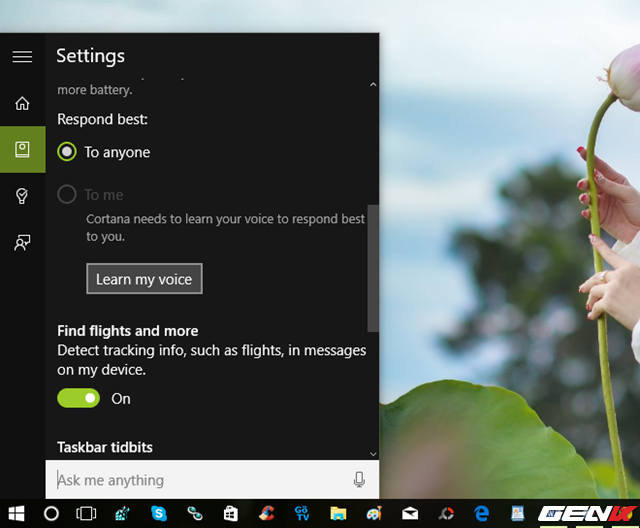 Settings
more battery.
Respond best:
To anyone
To me
Cortana needs to learn your voice to respond best
to you.
Learn my voice
Find flights and more
Detect tracking info, such as flights, in messages
on my device.
On
Taskbar tidbits
Ask me anything
GO
TV
GENK